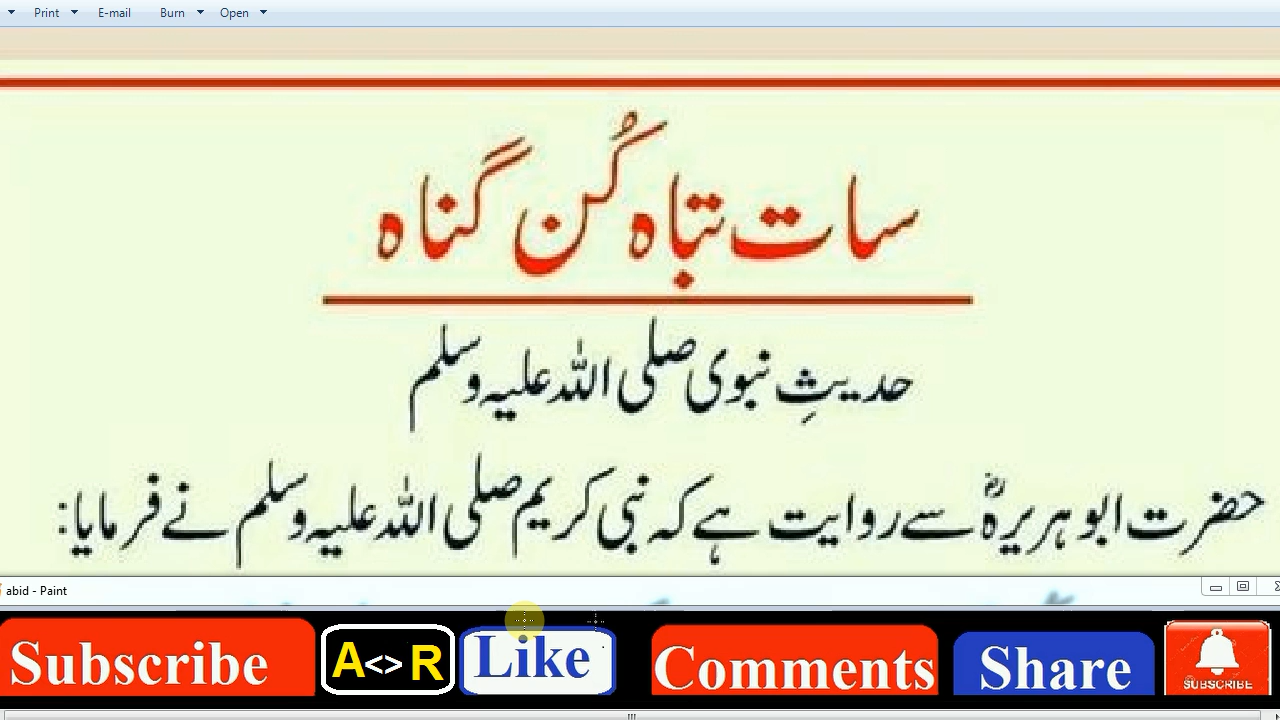 Print E-mail Burn Open
سات تباہ کُن گناہ
حدیثِ نبوی صلی اللہ علیہ وسلم
حضرت ابو ہریرہؓ سے روایت ہے کہ نبی کریم صلی اللہ علیہ وسلم نے فرمایا:
abid - Paint
Subscribe A<>R Like Comments Share SUBSCRIBE